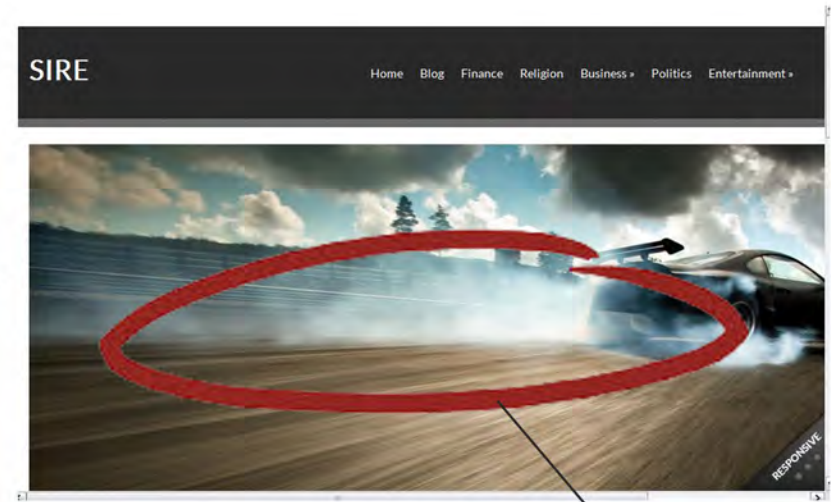 SIRE
Home Blog Finance Religion Business » Politics Entertainment »
RESPONSIVE